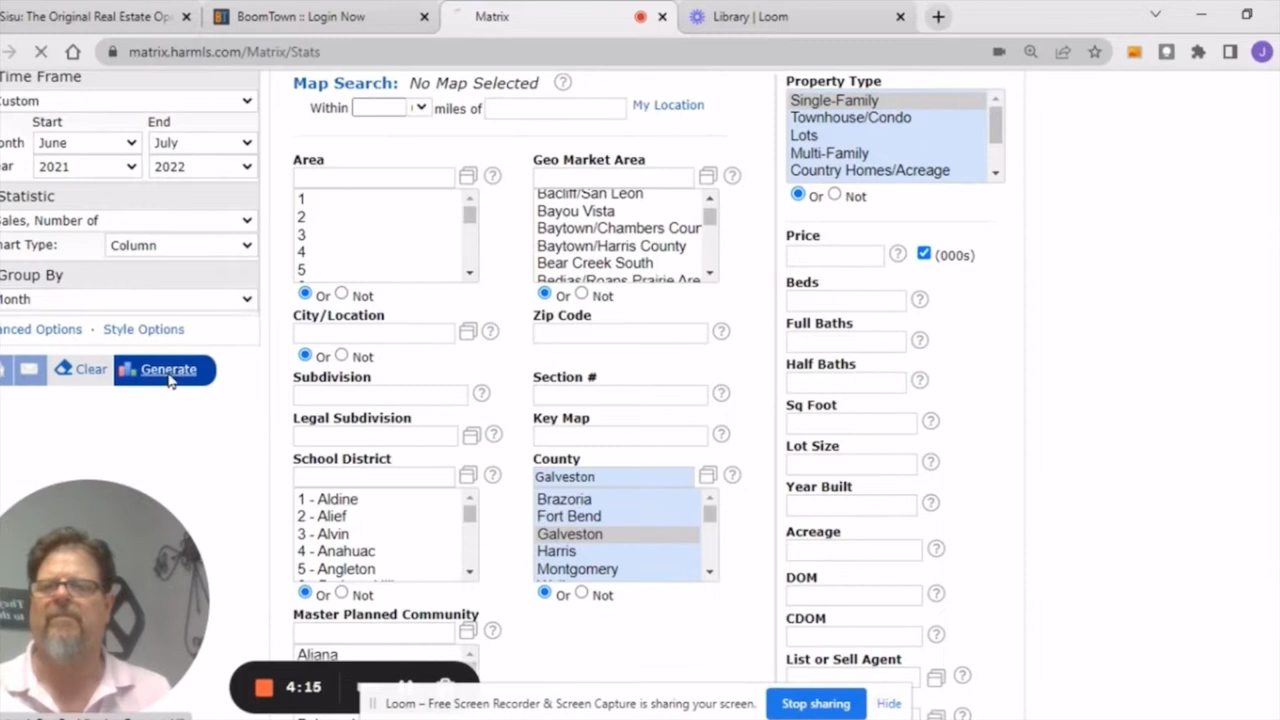 Sisu: The Original Real Estate Op
BoomTown :: Login Now
Matrix
Library | Loom
matrix.harmls.com/Matrix/Stats
J
Time Frame
Custom
Start End
onth June July
ear 2021 2022
Statistic
Sales, Number of
hart Type: Column
Group By
Month
anced Options · Style Options
Clear Generate
Map Search: No Map Selected
Within miles of My Location
Area
1
2
3
4
5
Or Not
Geo Market Area
Bacliff/San Leon
Bayou Vista
Baytown/Chambers Cour
Baytown/Harris County
Bear Creek South
Bedias/Roans Prairie Are
Or Not
City/Location
Or Not
Zip Code
Subdivision
Section #
Legal Subdivision
Key Map
School District
1 - Aldine
2 - Alief
3 - Alvin
4 - Anahuac
5 - Angleton
Or Not
County
Galveston
Brazoria
Fort Bend
Galveston
Harris
Montgomery
Or Not
Master Planned Community
Aliana
Property Type
Single-Family
Townhouse/Condo
Lots
Multi-Family
Country Homes/Acreage
Or Not
Price
(000s)
Beds
Full Baths
Half Baths
Sq Foot
Lot Size
Year Built
Acreage
DOM
CDOM
List or Sell Agent
4:15
Loom – Free Screen Recorder & Screen Capture is sharing your screen.
Stop sharing
Hide